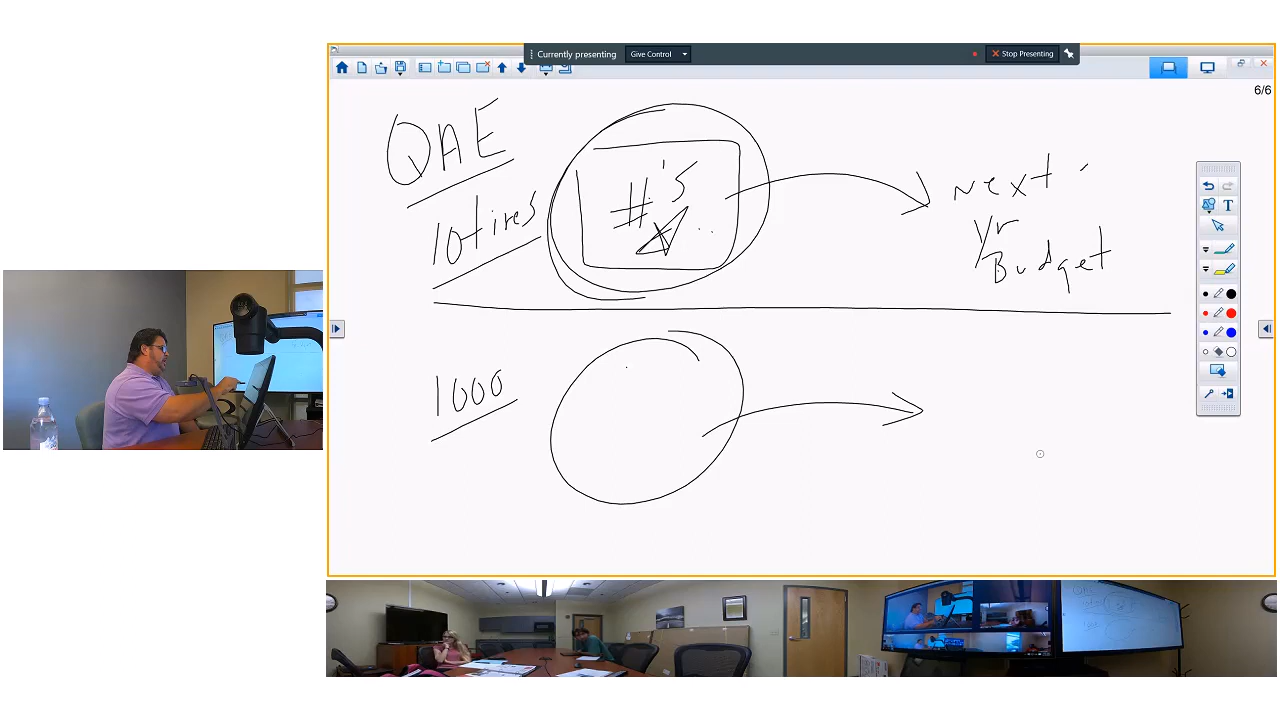 Currently presenting
Give Control
Stop Presenting
6/6
QAE
10 tires
#'s
Next
Yr
Budget
1000
T